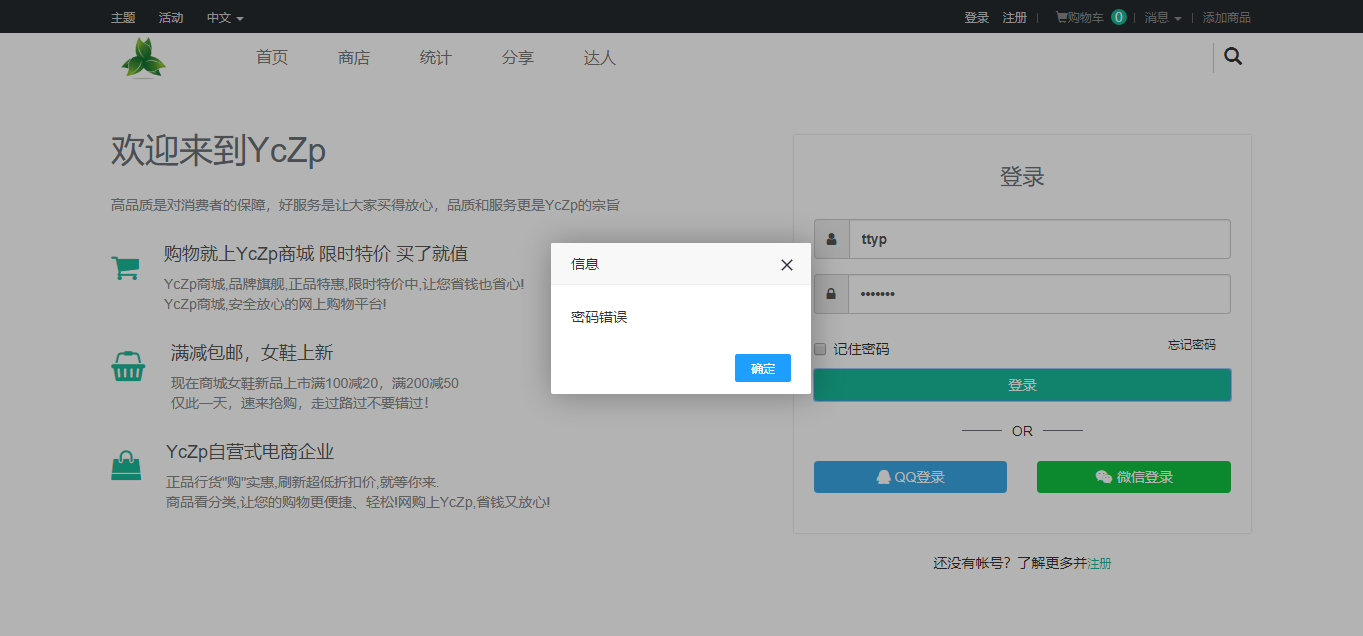 主题 活动 中文 登录 注册 | 购物车 0 | 消息 | 添加商品
首页 商店 统计 分享 达人
欢迎来到YcZp
高品质是对消费者的保障，好服务是让大家买得放心，品质和服务更是YcZp的宗旨
购物就上YcZp商城 限时特价 买了就值
YcZp商城,品牌旗舰,正品特惠,限时特价中,让您省钱也省心!
YcZp商城,安全放心的网上购物平台!
满减包邮，女鞋上新
现在商城女鞋新品上市满100减20，满200减50
仅此一天，速来抢购，走过路过不要错过！
YcZp自营式电商企业
正品行货"购"实惠,刷新超低折扣价,就等你来.
商品看分类,让您的购物更便捷、轻松!网购上YcZp,省钱又放心!
信息
密码错误
确定
登录
ttyp
•••••••
记住密码 忘记密码
登录
OR
QQ登录 微信登录
还没有帐号？了解更多并注册